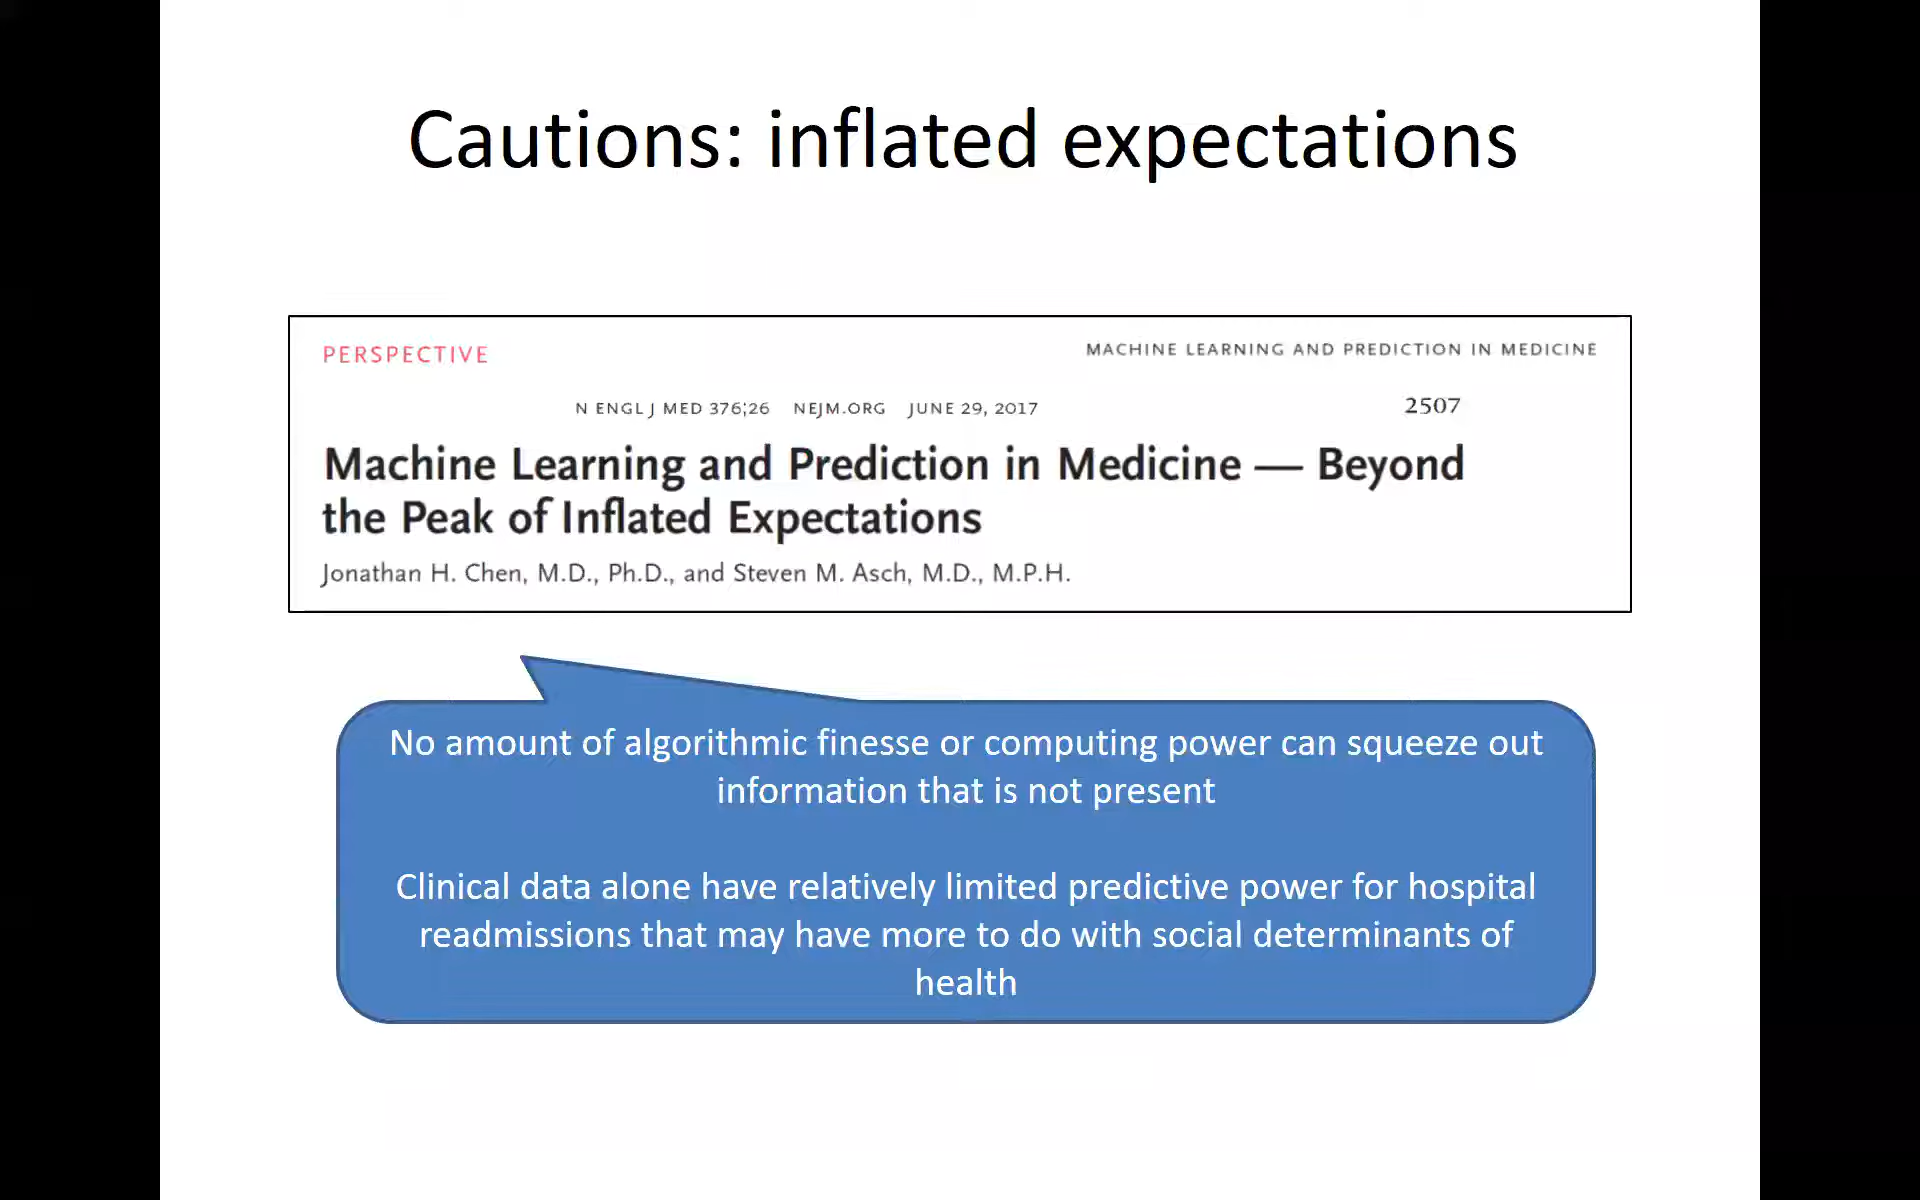 Cautions: inflated expectations
PERSPECTIVE
MACHINE LEARNING AND PREDICTION IN MEDICINE
N ENGL J MED 376;26 NEJM.ORG JUNE 29, 2017
2507
Machine Learning and Prediction in Medicine — Beyond
the Peak of Inflated Expectations
Jonathan H. Chen, M.D., Ph.D., and Steven M. Asch, M.D., M.P.H.
No amount of algorithmic finesse or computing power can squeeze out
information that is not present
Clinical data alone have relatively limited predictive power for hospital
readmissions that may have more to do with social determinants of
health